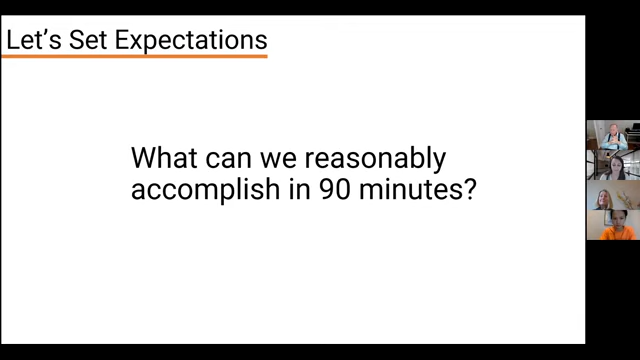 Let's Set Expectations
What can we reasonably
accomplish in 90 minutes?